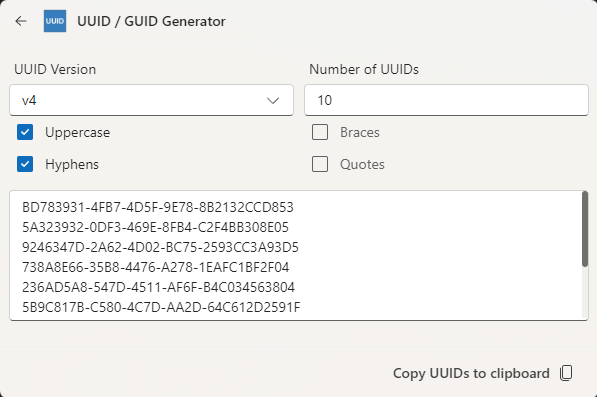 UUID UUID / GUID Generator
UUID Version
Number of UUIDs
v4
10
Uppercase
Braces
Hyphens
Quotes
BD783931-4FB7-4D5F-9E78-8B2132CCD853
5A323932-0DF3-469E-8FB4-C2F4BB308E05
9246347D-2A62-4D02-BC75-2593CC3A93D5
738A8E66-35B8-4476-A278-1EAFC1BF2F04
236AD5A8-547D-4511-AF6F-B4C034563804
5B9C817B-C580-4C7D-AA2D-64C612D2591F
Copy UUIDs to clipboard